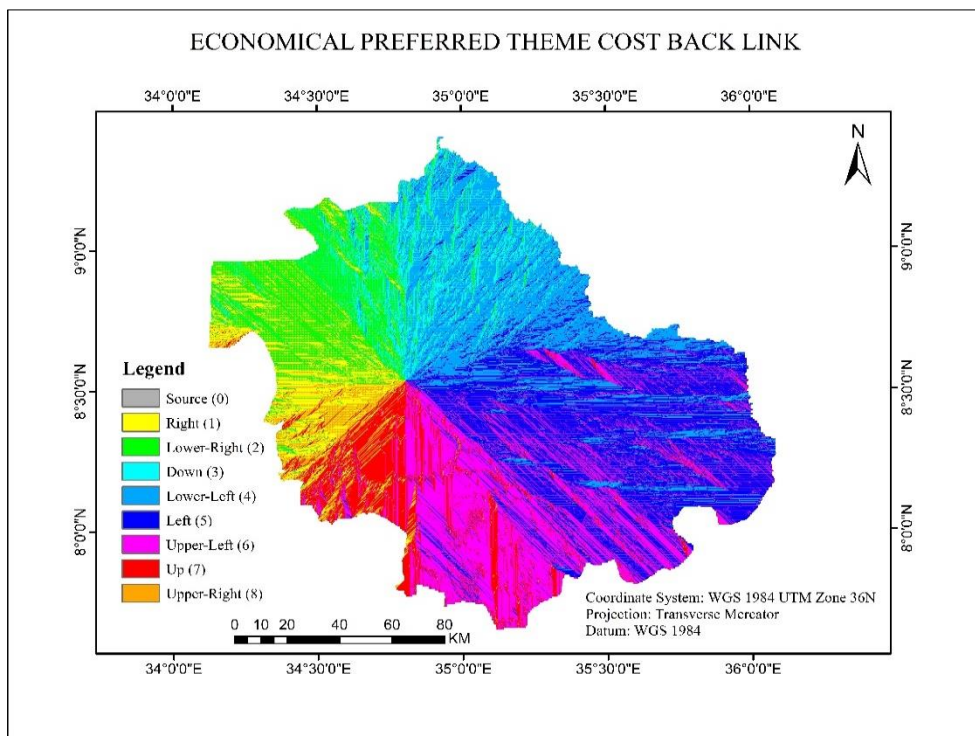 ECONOMICAL PREFERRED THEME COST BACK LINK
34°0'0"E 34°30'0"E 35°0'0"E 35°30'0"E 36°0'0"E
N
9°0'0"N 9°0'0"N
8°30'0"N 8°30'0"N
8°0'0"N 8°0'0"N
Legend
Source (0)
Right (1)
Lower-Right (2)
Down (3)
Lower-Left (4)
Left (5)
Upper-Left (6)
Up (7)
Upper-Right (8)
Coordinate System: WGS 1984 UTM Zone 36N
Projection: Transverse Mercator
Datum: WGS 1984
0 5 10 20 40 60 80
KM
34°0'0"E 34°30'0"E 35°0'0"E 35°30'0"E 36°0'0"E